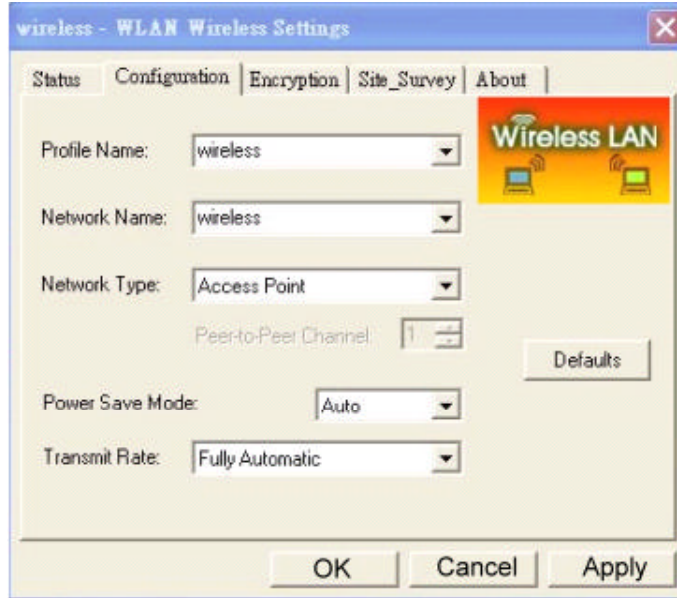 wireless - WLAN Wireless Settings
Status Configuration Encryption Site_Survey About
Wireless LAN
Profile Name: wireless
Network Name: wireless
Network Type: Access Point
Peer-to-Peer Channel 1
Defaults
Power Save Mode: Auto
Transmit Rate: Fully Automatic
OK Cancel Apply